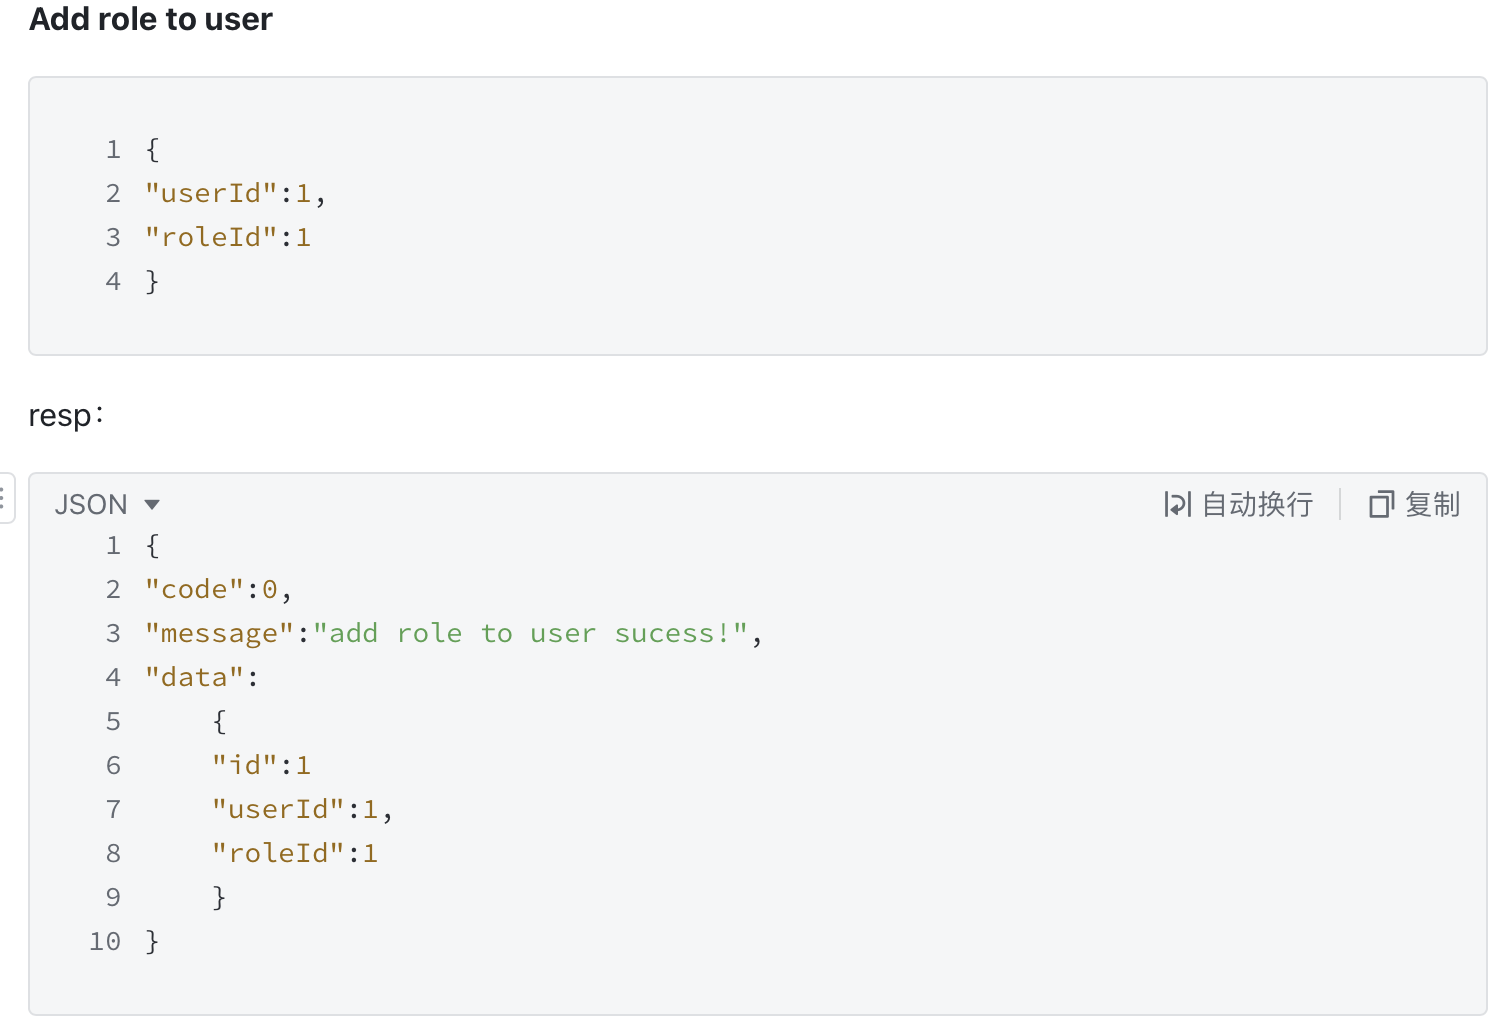 Add role to user
1 {
2 "userId":1,
3 "roleId":1
4 }
resp：
JSON 自动换行 复制
1 {
2 "code":0,
3 "message":"add role to user sucess!",
4 "data":
5     {
6     "id":1
7     "userId":1,
8     "roleId":1
9     }
10 }